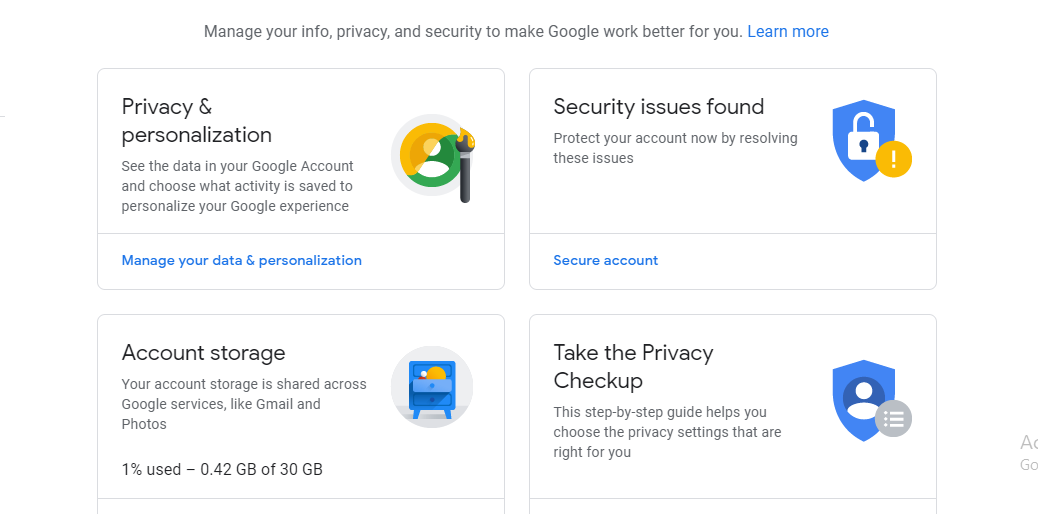 Manage your info, privacy, and security to make Google work better for you. Learn more
Privacy &
personalization
See the data in your Google Account
and choose what activity is saved to
personalize your Google experience
Manage your data & personalization
Security issues found
Protect your account now by resolving
these issues
Secure account
Account storage
Your account storage is shared across
Google services, like Gmail and
Photos
1% used – 0.42 GB of 30 GB
Take the Privacy
Checkup
This step-by-step guide helps you
choose the privacy settings that are
right for you